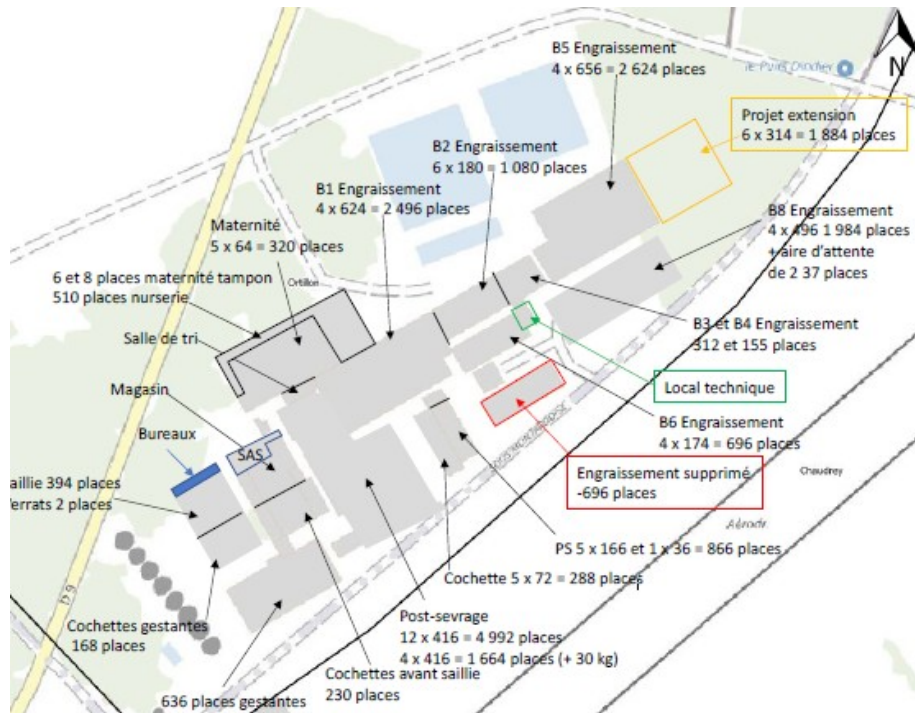 B5 Engraissement
4 x 656 = 2 624 places
le Puits Dincher
N
Projet extension
6 x 314 = 1 884 places
B2 Engraissement
6 x 180 = 1 080 places
B1 Engraissement
4 x 624 = 2 496 places
Maternité
5 x 64 = 320 places
B8 Engraissement
4 x 496 1 984 places
+ aire d'attente
de 2 37 places
6 et 8 places maternité tampon
510 places nurserie
Ortillon
Salle de tri
B3 et B4 Engraissement
312 et 155 places
Magasin
Local technique
Bureaux
SAS
B6 Engraissement
4 x 174 = 696 places
Chaudrey
aillie 394 places
errats 2 places
Engraissement supprimé
-696 places
Aérodr.
PS 5 x 166 et 1 x 36 = 866 places
Cochette 5 x 72 = 288 places
D 9
Cochettes gestantes
168 places
Post-sevrage
12 x 416 = 4 992 places
4 x 416 = 1 664 places (+ 30 kg)
Cochettes avant saillie
230 places
636 places gestantes